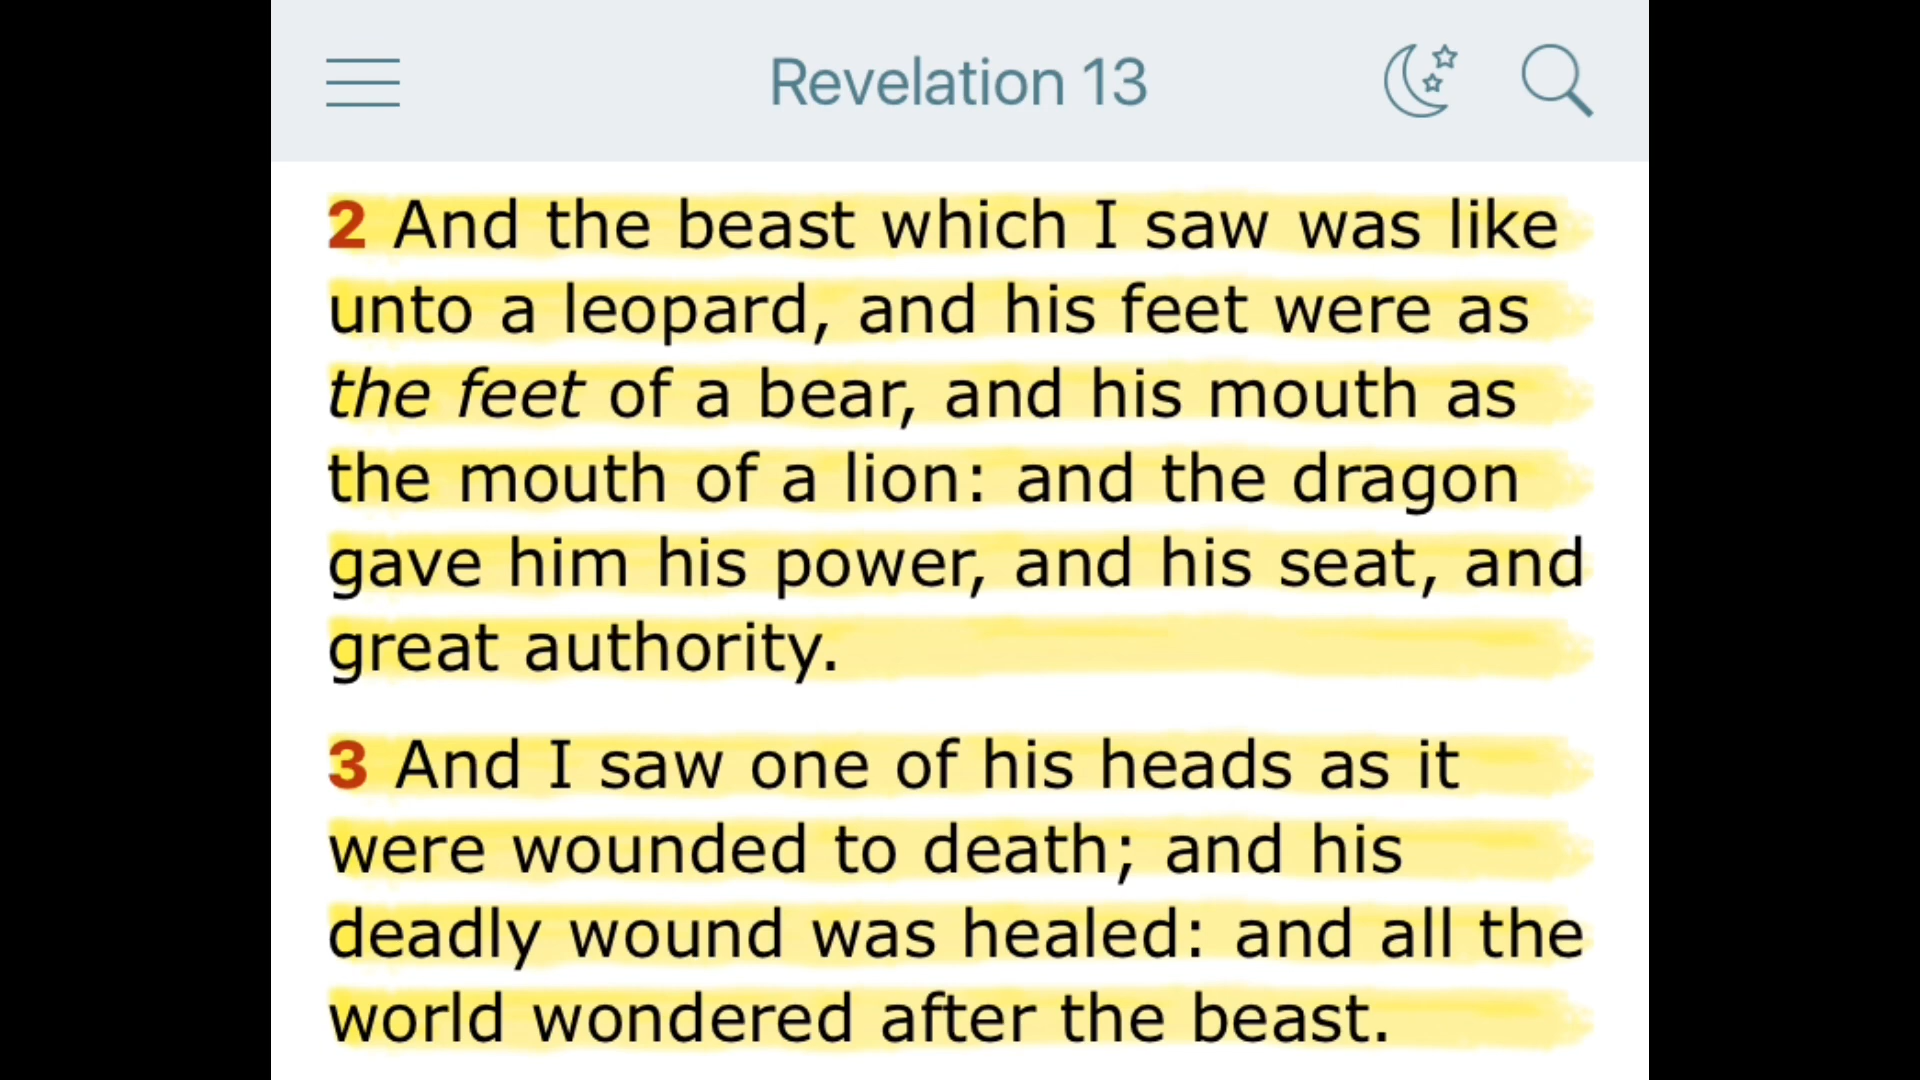 Revelation 13
2 And the beast which I saw was like
unto a leopard, and his feet were as
the feet of a bear, and his mouth as
the mouth of a lion: and the dragon
gave him his power, and his seat, and
great authority.
3 And I saw one of his heads as it
were wounded to death; and his
deadly wound was healed: and all the
world wondered after the beast.